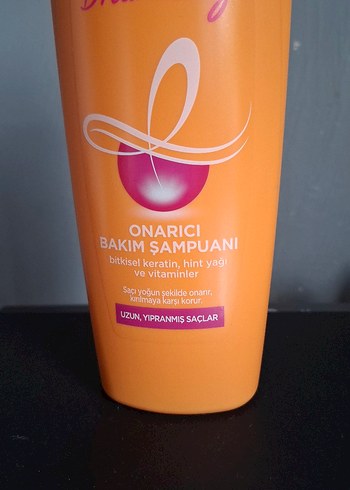 ONARICI
BAKIM ŞAMPUANI
bitkisel keratin, hint yağı
ve vitaminler
Saçı yoğun şekilde onarır,
kırılmaya karşı korur.
UZUN, YIPRANMIŞ SAÇLAR